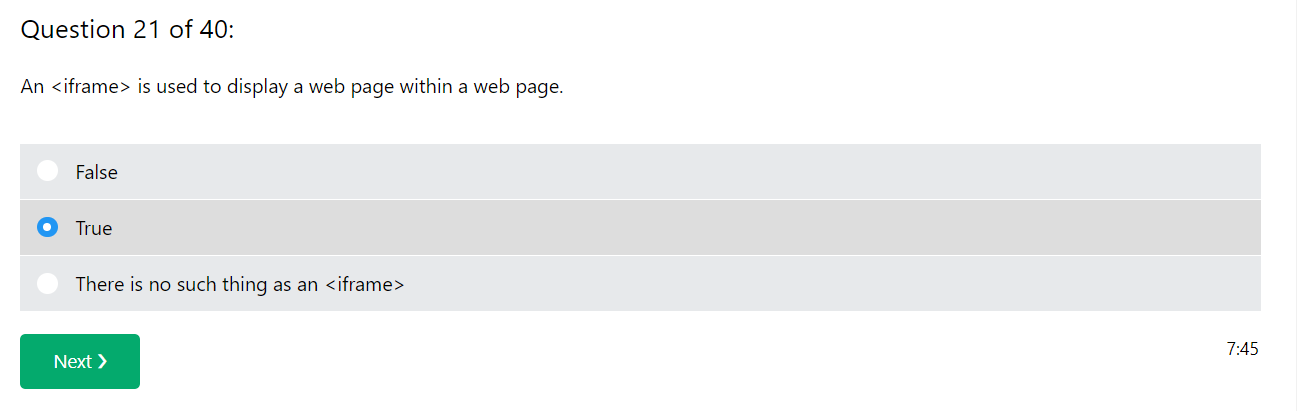 Question 21 of 40:
An <iframe> is used to display a web page within a web page.
False
True
There is no such thing as an <iframe>
Next ❯
7:45